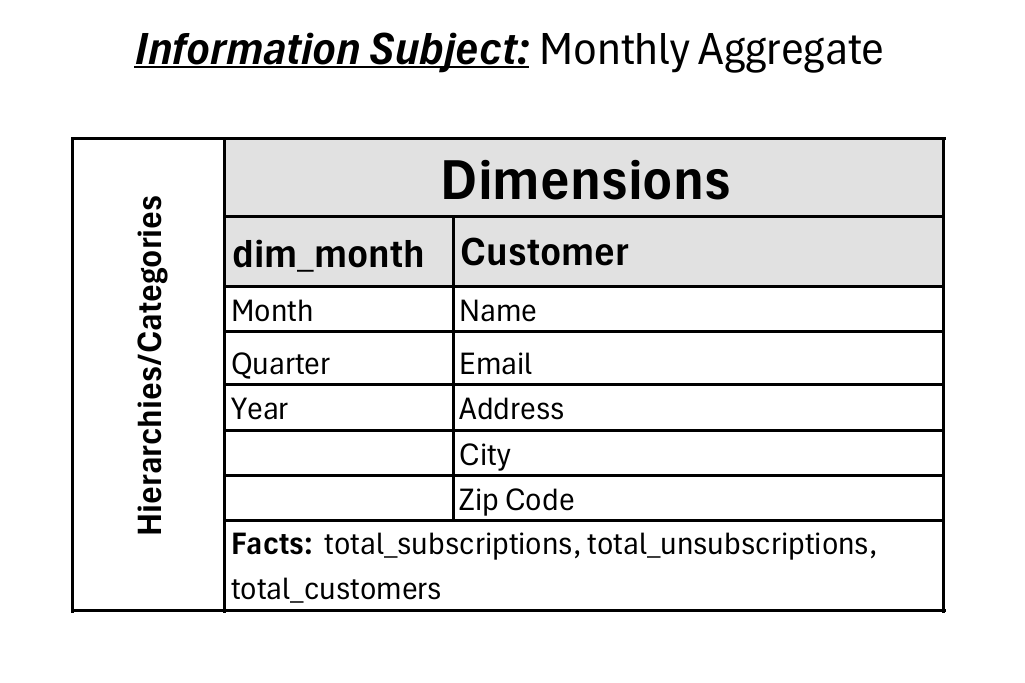 Information Subject: Monthly Aggregate
Hierarchies/Categories
Dimensions
dim_month Customer
Month Name
Quarter Email
Year Address
City
Zip Code
Facts: total_subscriptions, total_unsubscriptions,
total_customers